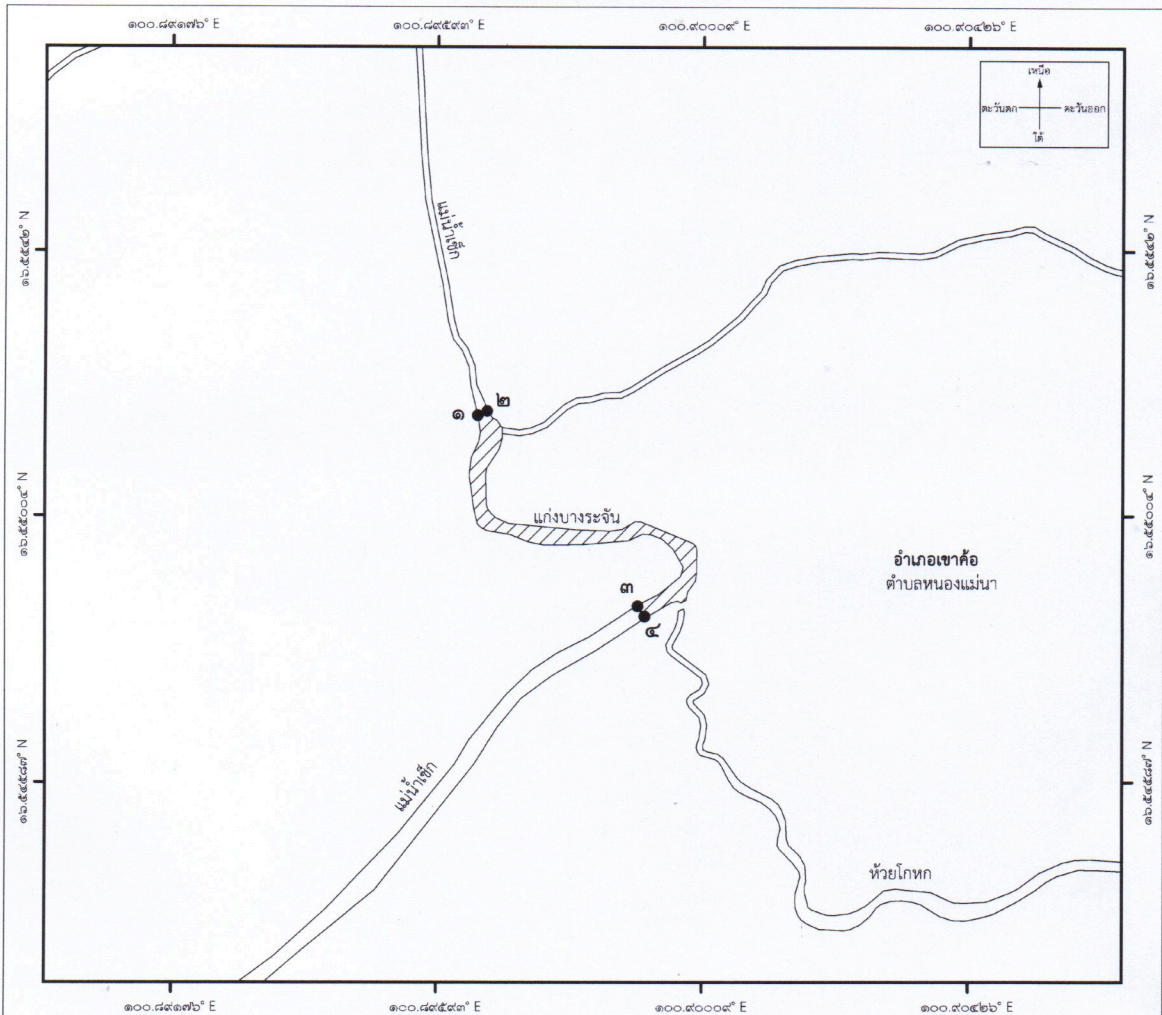 ๑๐๐.๘๙๑๗๖° E
๑๐๐.๘๙๕๙๓° E
๑๐๐.๙๐๐๐๙° E
๑๐๐.๙๐๔๒๖° E
เหนือ
ตะวันตก
ตะวันออก
ใต้
แม่น้ำเข็ก
๑๖.๕๕๔๒° N
๑๖.๕๕๔๒° N
๑
๒
แก่งบางระจัน
๑๖.๕๕๐๐๔° N
๑๖.๕๕๐๐๔° N
อำเภอเขาค้อ
ตำบลหนองแม่นา
๓
๔
แม่น้ำเข็ก
๑๖.๕๔๕๘๗° N
๑๖.๕๔๕๘๗° N
ห้วยโกหก
๑๐๐.๘๙๑๗๖° E
๑๐๐.๘๙๕๙๓° E
๑๐๐.๙๐๐๐๙° E
๑๐๐.๙๐๔๒๖° E